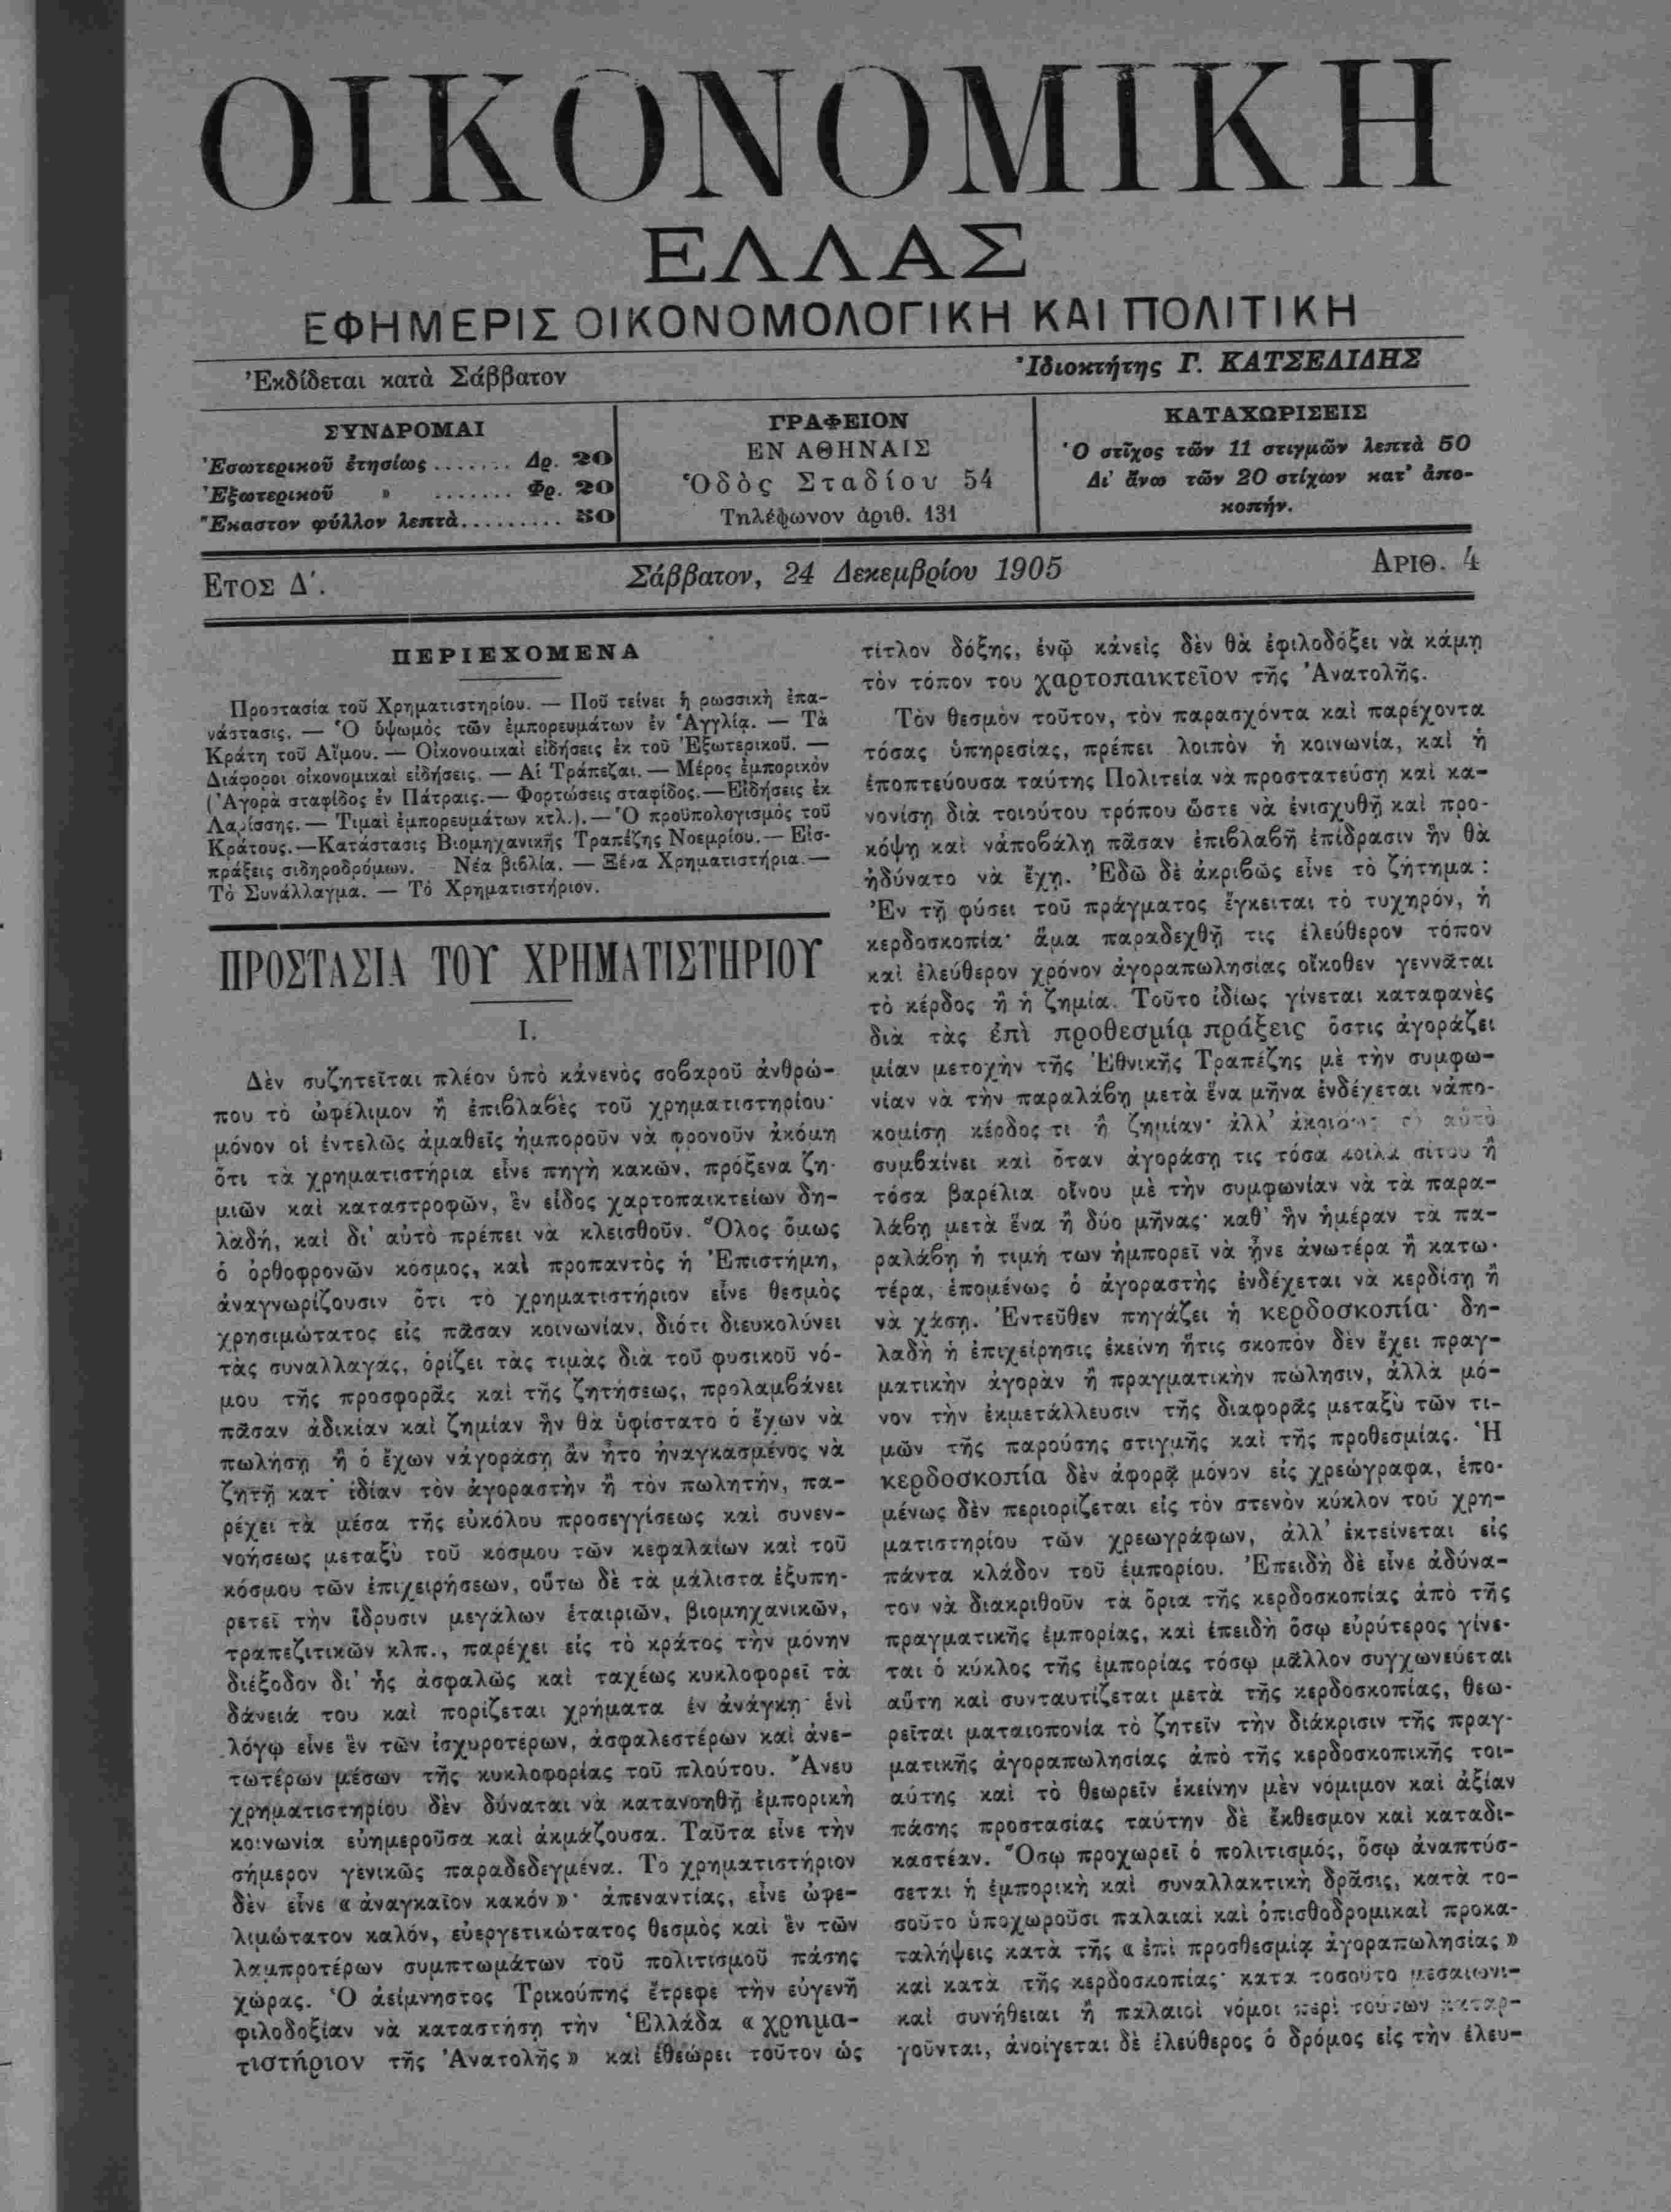 ΟΙΚΟΝΟΜΙΚΗ
ΕΛΛΑΣ
ΕΦΗΜΕΡΙΣ ΟΙΚΟΝΟΜΟΛΟΓΙΚΗ ΚΑΙ ΠΟΛΙΤΙΚΗ
Ἐκδίδεται κατὰ Σάββατον
Ἰδιοκτήτης Γ. ΚΑΤΣΕΛΙΔΗΣ
ΣΥΝΔΡΟΜΑΙ
Ἐσωτερικοῦ ἐτησίως ....... Δρ. 20
Ἐξωτερικοῦ » ....... Φρ. 20
Ἕκαστον φύλλον λεπτὰ......... 50
ΓΡΑΦΕΙΟΝ
ΕΝ ΑΘΗΝΑΙΣ
Ὁδὸς Σταδίου 54
Τηλέφωνον ἀριθ. 131
ΚΑΤΑΧΩΡΙΣΕΙΣ
Ὁ στῖχος τῶν 11 στιγμῶν λεπτὰ 50
Δι' ἄνω τῶν 20 στίχων κατ' ἀπο-
κοπήν.
ΕΤΟΣ Δ΄.
Σάββατον, 24 Δεκεμβρίου 1905
ΑΡΙΘ. 4
ΠΕΡΙΕΧΟΜΕΝΑ
Προστασία τοῦ Χρηματιστηρίου. — Ποῦ τείνει ἡ ρωσσικὴ ἐπα-
νάστασις. — Ὁ ὑψωμὸς τῶν ἐμπορευμάτων ἐν Ἀγγλίᾳ. — Τὰ
Κράτη τοῦ Αἵμου. — Οἰκονομικαὶ εἰδήσεις ἐκ τοῦ Ἐξωτερικοῦ. —
Διάφοροι οἰκονομικαὶ εἰδήσεις. — Αἱ Τράπεζαι. — Μέρος ἐμπορικὸν
(Ἀγορὰ σταφίδος ἐν Πάτραις.— Φορτώσεις σταφίδος.—Εἰδήσεις ἐκ
Λαρίσσης. — Τιμαὶ ἐμπορευμάτων κτλ.). — Ὁ προϋπολογισμὸς τοῦ
Κράτους.—Κατάστασις Βιομηχανικῆς Τραπέζης Νοεμρίου.— Εἰσ-
πράξεις σιδηροδρόμων. Νέα βιβλία. — Ξένα Χρηματιστήρια.—
Τὸ Συνάλλαγμα. — Τὸ Χρηματιστήριον.
ΠΡΟΣΤΑΣΙΑ ΤΟΥ ΧΡΗΜΑΤΙΣΤΗΡΙΟΥ
I.
Δὲν συζητεῖται πλέον ὑπὸ κἀνενὸς σοβαροῦ ἀνθρώ-
που τὸ ὠφέλιμον ἢ ἐπιβλαβὲς τοῦ χρηματιστηρίου·
μόνον οἱ ἐντελῶς ἀμαθεῖς ἠμποροῦν νὰ φρονοῦν ἀκόμη
ὅτι τὰ χρηματιστήρια εἶνε πηγὴ κακῶν, πρόξενα ζη-
μιῶν καὶ καταστροφῶν, ἓν εἶδος χαρτοπαικτείων δη-
λαδή, καὶ δι' αὐτὸ πρέπει νὰ κλεισθοῦν. Ὅλος ὅμως
ὁ ὀρθοφρονῶν κόσμος, καὶ προπαντὸς ἡ Ἐπιστήμη,
ἀναγνωρίζουσιν ὅτι τὸ χρηματιστήριον εἶνε θεσμὸς
χρησιμώτατος εἰς πᾶσαν κοινωνίαν, διότι διευκολύνει
τὰς συναλλαγάς, ὁρίζει τὰς τιμὰς διὰ τοῦ φυσικοῦ νό-
μου τῆς προσφορᾶς καὶ τῆς ζητήσεως, προλαμβάνει
πᾶσαν ἀδικίαν καὶ ζημίαν ἣν θὰ ὑφίστατο ὁ ἔχων νὰ
πωλήσῃ ἢ ὁ ἔχων νἀγοράσῃ ἂν ἦτο ἠναγκασμένος νὰ
ζητῇ κατ' ἰδίαν τὸν ἀγοραστὴν ἢ τὸν πωλητήν, πα-
ρέχει τὰ μέσα τῆς εὐκόλου προσεγγίσεως καὶ συνεν-
νοήσεως μεταξὺ τοῦ κόσμου τῶν κεφαλαίων καὶ τοῦ
κόσμου τῶν ἐπιχειρήσεων, οὕτω δὲ τὰ μάλιστα ἐξυπη-
ρετεῖ τὴν ἵδρυσιν μεγάλων ἑταιριῶν, βιομηχανικῶν,
τραπεζιτικῶν κλπ., παρέχει εἰς τὸ κράτος τὴν μόνην
διέξοδον δι' ἧς ἀσφαλῶς καὶ ταχέως κυκλοφορεῖ τὰ
δάνειά του καὶ πορίζεται χρήματα ἐν ἀνάγκῃ· ἑνὶ
λόγῳ εἶνε ἓν τῶν ἰσχυροτέρων, ἀσφαλεστέρων καὶ ἀνε-
τωτέρων μέσων τῆς κυκλοφορίας τοῦ πλούτου. Ἄνευ
χρηματιστηρίου δὲν δύναται νὰ κατανοηθῇ ἐμπορικὴ
κοινωνία εὐημεροῦσα καὶ ἀκμάζουσα. Ταῦτα εἶνε τὴν
σήμερον γενικῶς παραδεδεγμένα. Τὸ χρηματιστήριον
δὲν εἶνε « ἀναγκαῖον κακόν »· ἀπεναντίας, εἶνε ὠφε-
λιμώτατον καλόν, εὐεργετικώτατος θεσμὸς καὶ ἓν τῶν
λαμπροτέρων συμπτωμάτων τοῦ πολιτισμοῦ πάσης
χώρας. Ὁ ἀείμνηστος Τρικούπης ἔτρεφε τὴν εὐγενῆ
φιλοδοξίαν νὰ καταστήσῃ τὴν Ἑλλάδα « χρημα-
τιστήριον τῆς Ἀνατολῆς » καὶ ἐθεώρει τοῦτον ὡς
τίτλον δόξης, ἐνῷ κἀνεὶς δὲν θὰ ἐφιλοδόξει νὰ κάμῃ
τὸν τόπον του χαρτοπαικτεῖον τῆς Ἀνατολῆς.
Τὸν θεσμὸν τοῦτον, τὸν παρασχόντα καὶ παρέχοντα
τόσας ὑπηρεσίας, πρέπει λοιπὸν ἡ κοινωνία, καὶ ἡ
ἐποπτεύουσα ταύτης Πολιτεία νὰ προστατεύσῃ καὶ κα-
νονίσῃ διὰ τοιούτου τρόπου ὥστε νὰ ἐνισχυθῇ καὶ προ-
κόψῃ καὶ νἀποβάλῃ πᾶσαν ἐπιβλαβῆ ἐπίδρασιν ἣν θὰ
ἠδύνατο νὰ ἔχῃ. Ἐδῶ δὲ ἀκριβῶς εἶνε τὸ ζήτημα :
Ἐν τῇ φύσει τοῦ πράγματος ἔγκειται τὸ τυχηρόν, ἡ
κερδοσκοπία· ἅμα παραδεχθῇ τις ἐλεύθερον τόπον
καὶ ἐλεύθερον χρόνον ἀγοραπωλησίας οἴκοθεν γεννᾶται
τὸ κέρδος ἢ ἡ ζημία. Τοῦτο ἰδίως γίνεται καταφανὲς
διὰ τὰς ἐπὶ προθεσμίᾳ πράξεις ὅστις ἀγοράζει
μίαν μετοχὴν τῆς Ἐθνικῆς Τραπέζης μὲ τὴν συμφω-
νίαν νὰ τὴν παραλάβῃ μετὰ ἕνα μῆνα ἐνδέχεται νἀπο-
κομίσῃ κέρδος τι ἢ ζημίαν· ἀλλ' ἀκριβῶς τὸ αὐτὸ
συμβαίνει καὶ ὅταν ἀγοράσῃ τις τόσα κοιλὰ σίτου ἢ
τόσα βαρέλια οἴνου μὲ τὴν συμφωνίαν νὰ τὰ παρα-
λάβῃ μετὰ ἕνα ἢ δύο μῆνας· καθ' ἣν ἡμέραν τὰ πα-
ραλάβῃ ἡ τιμή των ἠμπορεῖ νὰ ἦνε ἀνωτέρα ἢ κατω-
τέρα, ἑπομένως ὁ ἀγοραστὴς ἐνδέχεται νὰ κερδίσῃ ἢ
νὰ χάσῃ. Ἐντεῦθεν πηγάζει ἡ κερδοσκοπία· δη-
λαδὴ ἡ ἐπιχείρησις ἐκείνη ἥτις σκοπὸν δὲν ἔχει πραγ-
ματικὴν ἀγορὰν ἢ πραγματικὴν πώλησιν, ἀλλὰ μό-
νον τὴν ἐκμετάλλευσιν τῆς διαφορᾶς μεταξὺ τῶν τι-
μῶν τῆς παρούσης στιγμῆς καὶ τῆς προθεσμίας. Ἡ
κερδοσκοπία δὲν ἀφορᾷ μόνον εἰς χρεώγραφα, ἑπο-
μένως δὲν περιορίζεται εἰς τὸν στενὸν κύκλον τοῦ χρη-
ματιστηρίου τῶν χρεωγράφων, ἀλλ' ἐκτείνεται εἰς
πάντα κλάδον τοῦ ἐμπορίου. Ἐπειδὴ δὲ εἶνε ἀδύνα-
τον νὰ διακριθοῦν τὰ ὅρια τῆς κερδοσκοπίας ἀπὸ τῆς
πραγματικῆς ἐμπορίας, καὶ ἐπειδὴ ὅσῳ εὐρύτερος γίνε-
ται ὁ κύκλος τῆς ἐμπορίας τόσῳ μᾶλλον συγχωνεύεται
αὕτη καὶ συνταυτίζεται μετὰ τῆς κερδοσκοπίας, θεω-
ρεῖται ματαιοπονία τὸ ζητεῖν τὴν διάκρισιν τῆς πραγ-
ματικῆς ἀγοραπωλησίας ἀπὸ τῆς κερδοσκοπικῆς τοι-
αύτης καὶ τὸ θεωρεῖν ἐκείνην μὲν νόμιμον καὶ ἀξίαν
πάσης προστασίας ταύτην δὲ ἔκθεσμον καὶ καταδι-
καστέαν. Ὅσῳ προχωρεῖ ὁ πολιτισμός, ὅσῳ ἀναπτύσ-
σεται ἡ ἐμπορικὴ καὶ συναλλακτικὴ δρᾶσις, κατὰ το-
σοῦτο ὑποχωροῦσι παλαιαὶ καὶ ὀπισθοδρομικαὶ προκα-
ταλήψεις κατὰ τῆς « ἐπὶ προσθεσμίᾳ ἀγοραπωλησίας »
καὶ κατὰ τῆς κερδοσκοπίας· κατὰ τοσοῦτο μεσαιωνι-
καὶ συνήθειαι ἢ παλαιοὶ νόμοι περὶ τούτων καταρ-
γοῦνται, ἀνοίγεται δὲ ἐλεύθερος ὁ δρόμος εἰς τὴν ἐλευ-